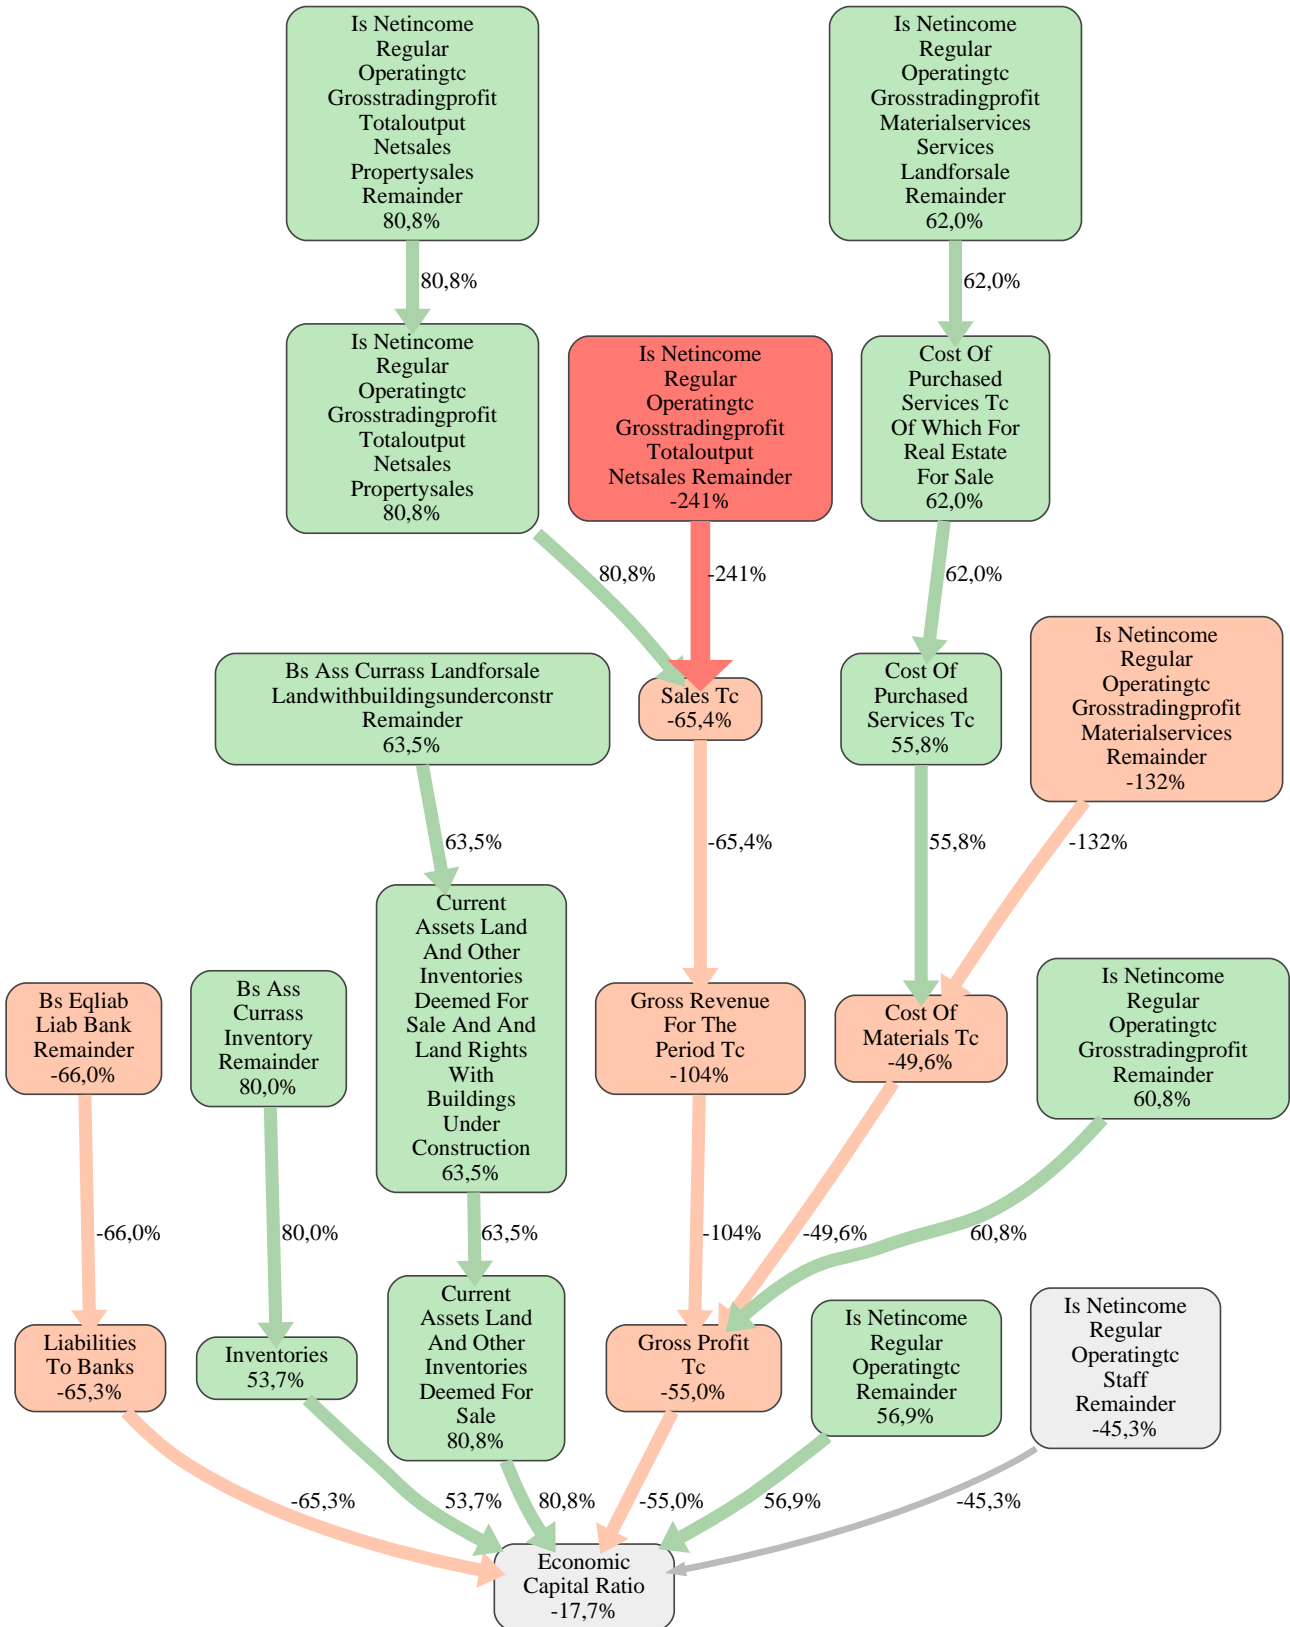 Is Netincome
Regular
Operatingtc
Grosstradingprofit
Totaloutput
Netsales
Propertysales
Remainder
80,8%
Is Netincome
Regular
Operatingtc
Grosstradingprofit
Materialservices
Services
Landforsale
Remainder
62,0%
80,8%
62,0%
Is Netincome
Regular
Operatingtc
Grosstradingprofit
Totaloutput
Netsales
Propertysales
80,8%
Is Netincome
Regular
Operatingtc
Grosstradingprofit
Totaloutput
Netsales Remainder
-241%
Cost Of
Purchased
Services Tc
Of Which For
Real Estate
For Sale
62,0%
80,8%
-241%
62,0%
Bs Ass Currass Landforsale
Landwithbuildingsunderconstr
Remainder
63,5%
Sales Tc
-65,4%
Cost Of
Purchased
Services Tc
55,8%
Is Netincome
Regular
Operatingtc
Grosstradingprofit
Materialservices
Remainder
-132%
63,5%
-65,4%
55,8%
-132%
Bs Eqliab
Liab Bank
Remainder
-66,0%
Bs Ass
Currass
Inventory
Remainder
80,0%
Current
Assets Land
And Other
Inventories
Deemed For
Sale And And
Land Rights
With
Buildings
Under
Construction
63,5%
Gross Revenue
For The
Period Tc
-104%
Cost Of
Materials Tc
-49,6%
Is Netincome
Regular
Operatingtc
Grosstradingprofit
Remainder
60,8%
-66,0%
80,0%
63,5%
-104%
-49,6%
60,8%
Liabilities
To Banks
-65,3%
Inventories
53,7%
Current
Assets Land
And Other
Inventories
Deemed For
Sale
80,8%
Gross Profit
Tc
-55,0%
Is Netincome
Regular
Operatingtc
Remainder
56,9%
Is Netincome
Regular
Operatingtc
Staff
Remainder
-45,3%
-65,3%
53,7%
80,8%
-55,0%
56,9%
-45,3%
Economic
Capital Ratio
-17,7%